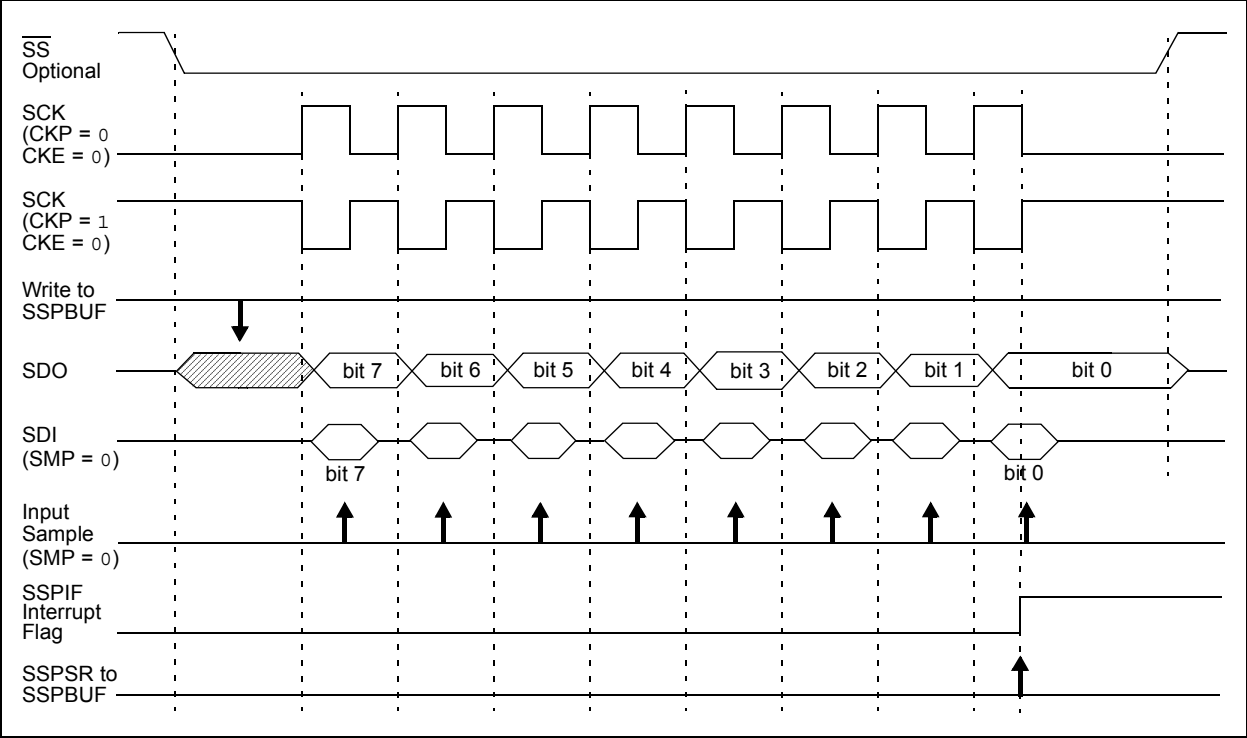 SS
Optional
SCK
(CKP = 0
CKE = 0)
SCK
(CKP = 1
CKE = 0)
Write to
SSPBUF
SDO
bit 7 bit 6 bit 5 bit 4 bit 3 bit 2 bit 1 bit 0
SDI
(SMP = 0)
bit 7 bit 0
Input
Sample
(SMP = 0)
SSPIF
Interrupt
Flag
SSPSR to
SSPBUF